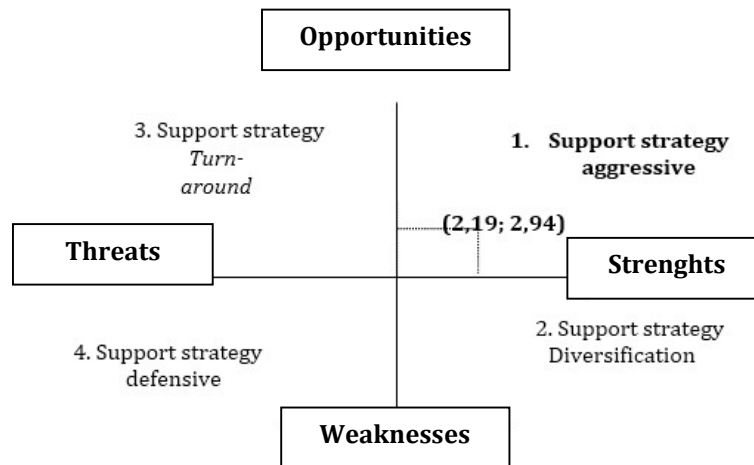 Opportunities
3. Support strategy
Turn-
around
1. Support strategy
aggressive
(2,19; 2,94)
Threats
Strenghts
4. Support strategy
defensive
2. Support strategy
Diversification
Weaknesses